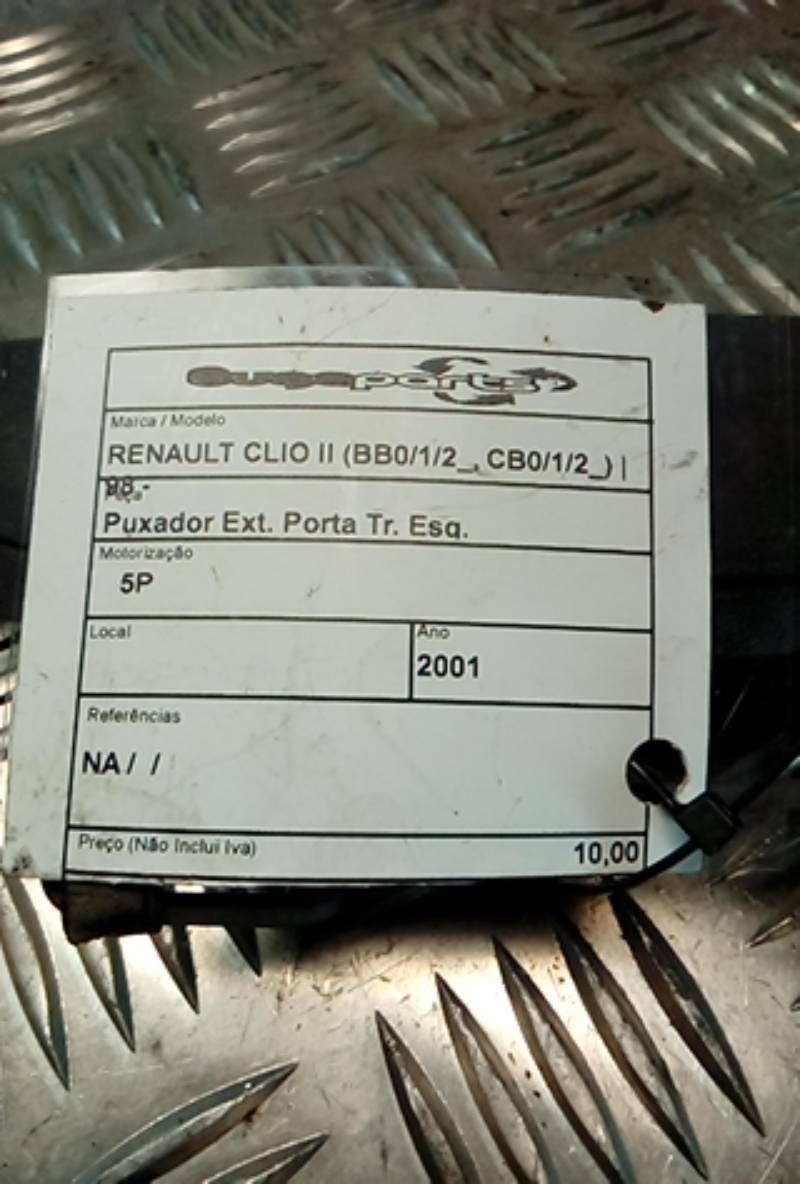 Marca / Modelo
RENAULT CLIO II (BB0/1/2_, CB0/1/2_) |
98 -
Peça
Puxador Ext. Porta Tr. Esq.
Motorização
5P
Local
Ano
2001
Referências
NA / /
Preço (Não Inclui Iva)
10,00